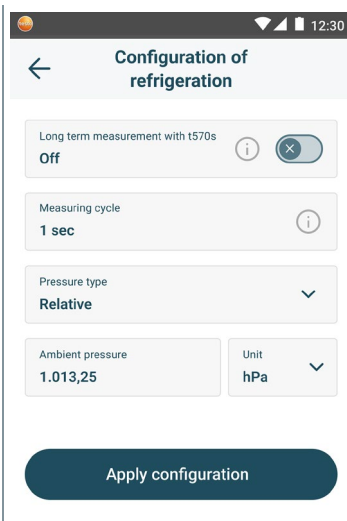 12:30
Configuration of
refrigeration
Long term measurement with t570s
Off
Measuring cycle
1 sec
Pressure type
Relative
Ambient pressure
1.013,25
Unit
hPa
Apply configuration